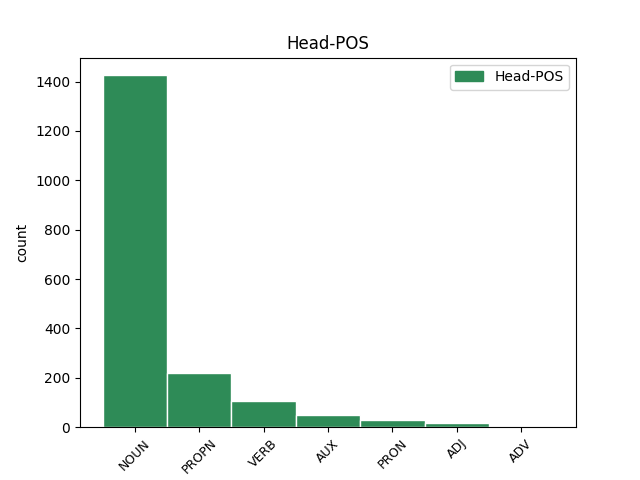 Head-POS
Head-POS
count
1400
1200
1000
800
600
400
200
0
NOUN
PROPN
VERB
AUX
PRON
ADJ
ADV